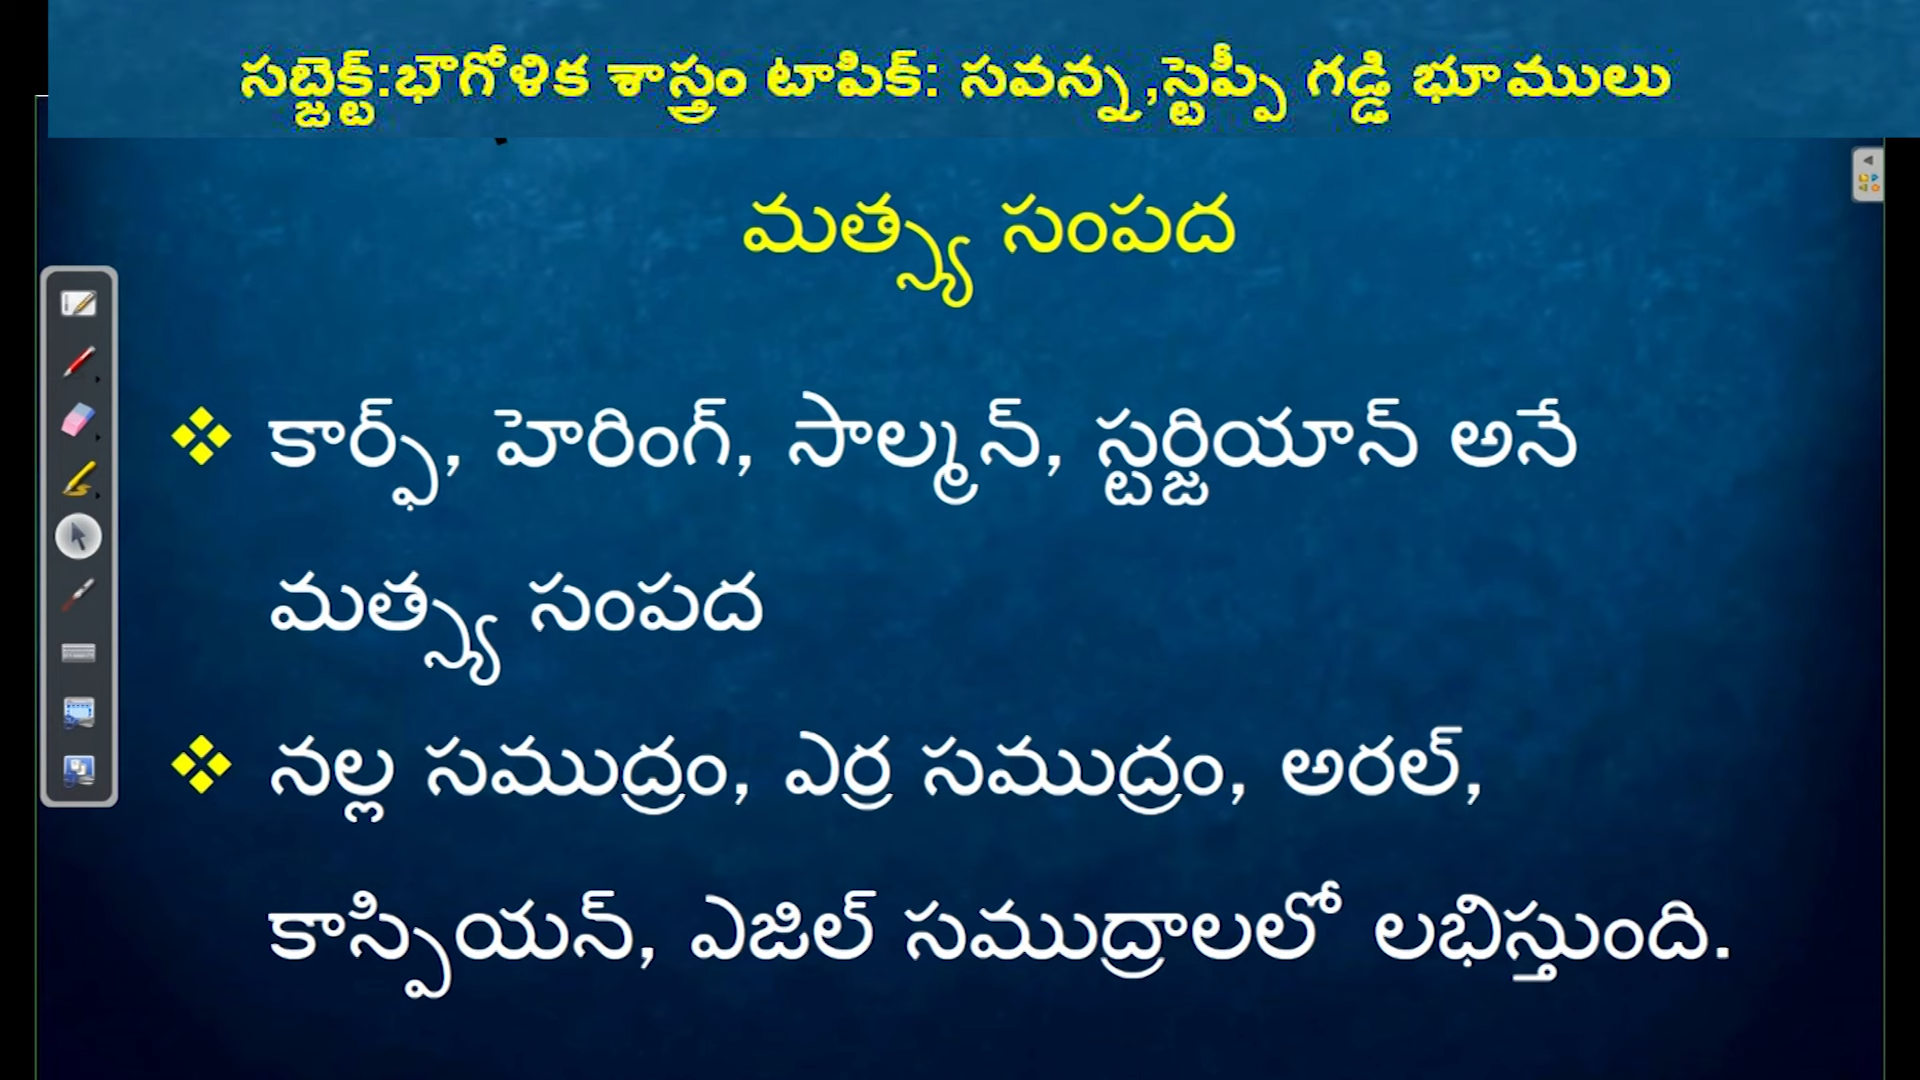 సబ్జెక్ట్:భౌగోళిక శాస్త్రం టాపిక్: సవన్న,స్టెప్పీ గడ్డి భూములు
మత్స్య సంపద
❖ కార్ఫ్, హెరింగ్, సాల్మన్, స్టర్జియాన్ అనే
మత్స్య సంపద
❖ నల్ల సముద్రం, ఎర్ర సముద్రం, అరల్,
కాస్పియన్, ఎజిల్ సముద్రాలలో లభిస్తుంది.